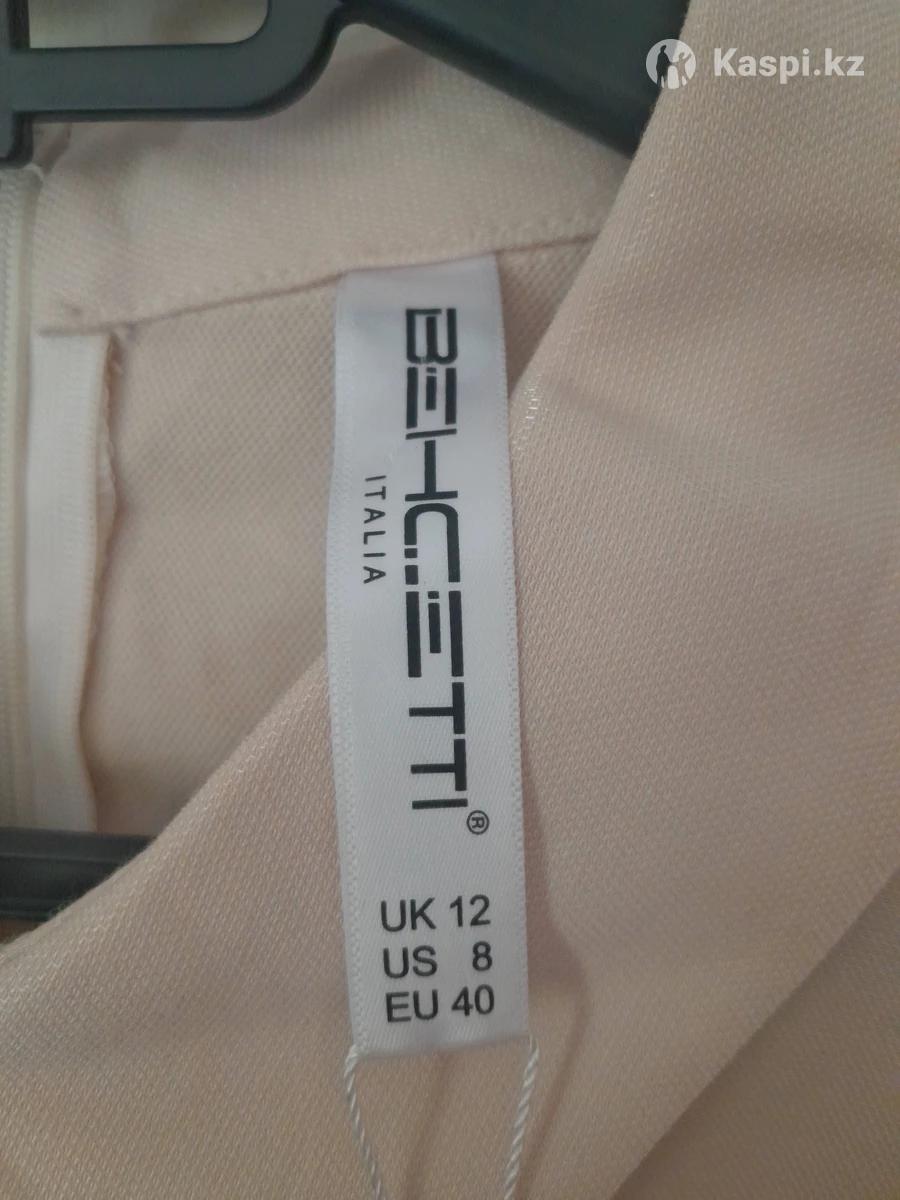 Kaspi.kz
BEHCETTI®
ITALIA
UK 12
US 8
EU 40